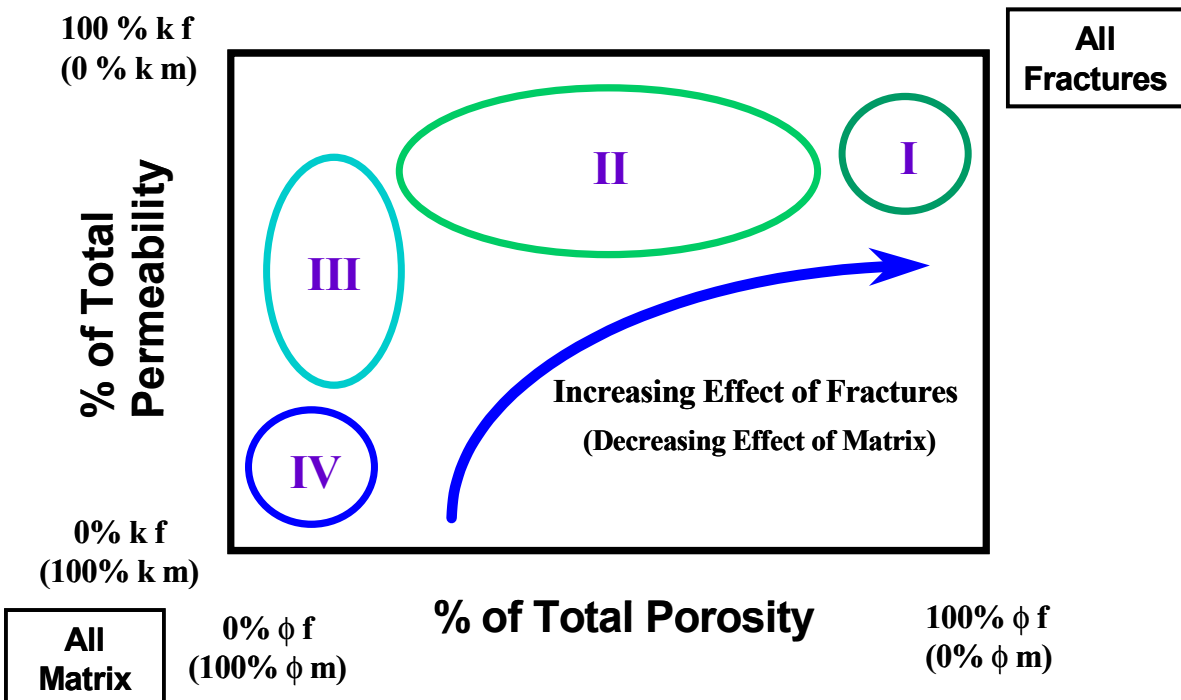 100 % k f
(0 % k m)
All
Fractures
% of Total
Permeability
I
II
III
IV
Increasing Effect of Fractures
(Decreasing Effect of Matrix)
0% k f
(100% k m)
All
Matrix
0% ϕ f
(100% ϕ m)
% of Total Porosity
100% ϕ f
(0% ϕ m)